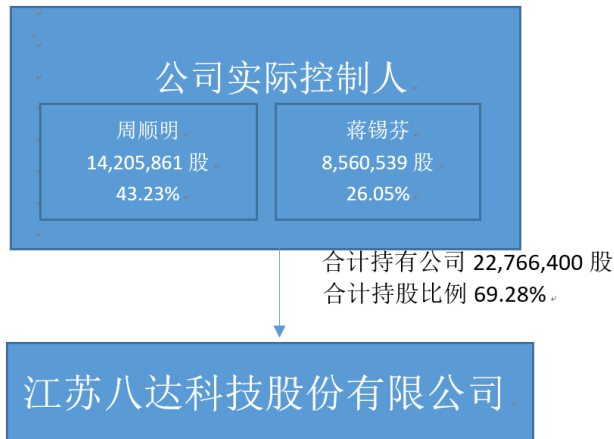 公司实际控制人
周顺明
14,205,861 股
43.23%
蒋锡芬
8,560,539 股
26.05%
合计持有公司 22,766,400 股
合计持股比例 69.28%
江苏八达科技股份有限公司